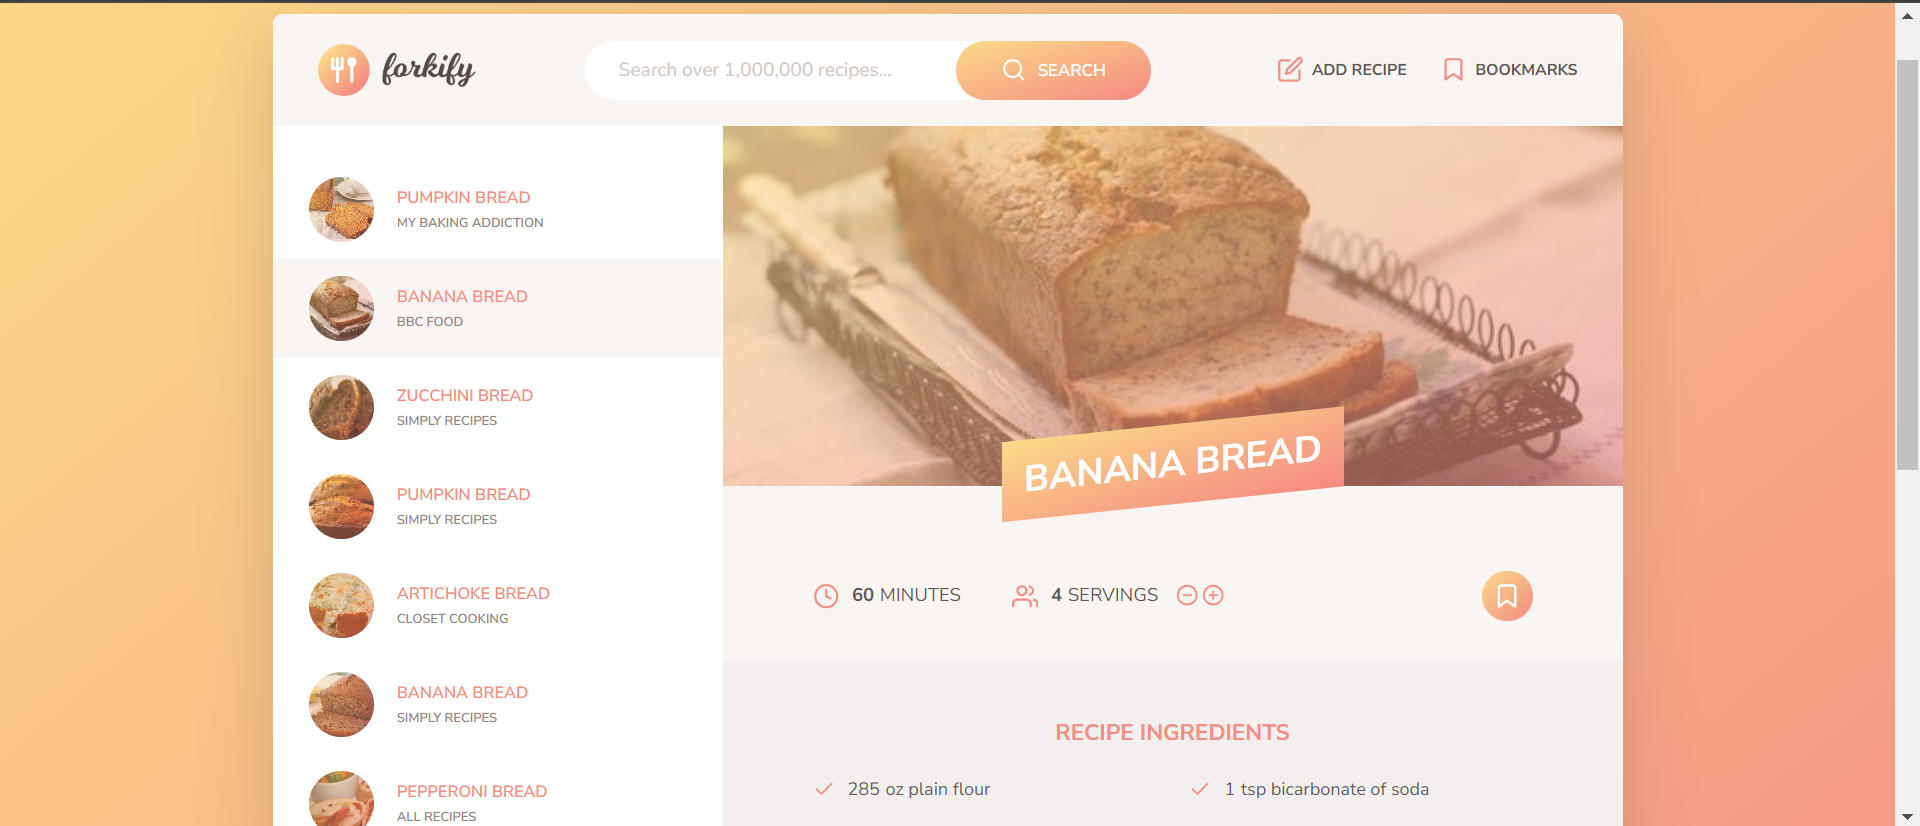 forkify
Search over 1,000,000 recipes...
SEARCH
ADD RECIPE
BOOKMARKS
PUMPKIN BREAD
MY BAKING ADDICTION
BANANA BREAD
BBC FOOD
ZUCCHINI BREAD
SIMPLY RECIPES
PUMPKIN BREAD
SIMPLY RECIPES
ARTICHOKE BREAD
CLOSET COOKING
BANANA BREAD
SIMPLY RECIPES
PEPPERONI BREAD
ALL RECIPES
BANANA BREAD
60 MINUTES
4 SERVINGS
RECIPE INGREDIENTS
285 oz plain flour
1 tsp bicarbonate of soda